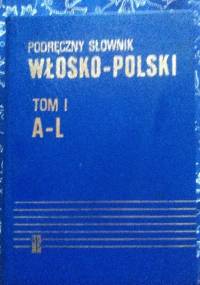 PODRĘCZNY SŁOWNIK
WŁOSKO-POLSKI
TOM I
A-L